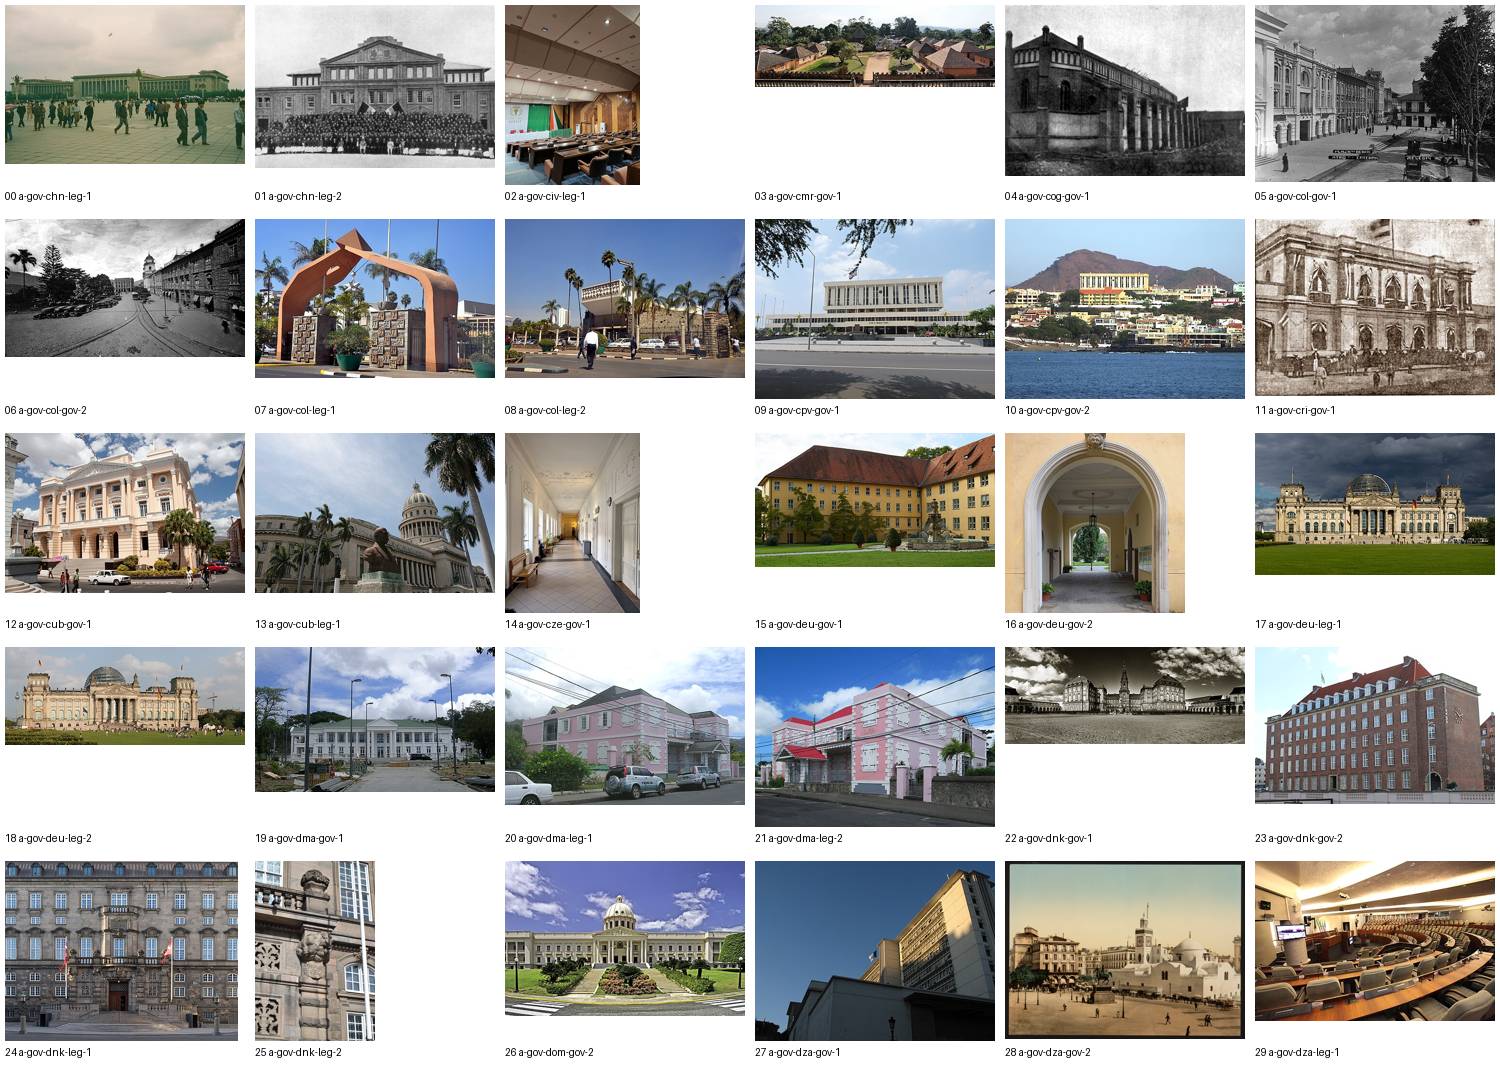 00 a-gov-chn-leg-1
01 a-gov-chn-leg-2
02 a-gov-civ-leg-1
03 a-gov-cmr-gov-1
04 a-gov-cog-gov-1
05 a-gov-col-gov-1
06 a-gov-col-gov-2
07 a-gov-col-leg-1
08 a-gov-col-leg-2
09 a-gov-cpv-gov-1
10 a-gov-cpv-gov-2
11 a-gov-cri-gov-1
12 a-gov-cub-gov-1
13 a-gov-cub-leg-1
14 a-gov-cze-gov-1
15 a-gov-deu-gov-1
16 a-gov-deu-gov-2
17 a-gov-deu-leg-1
18 a-gov-deu-leg-2
19 a-gov-dma-gov-1
20 a-gov-dma-leg-1
21 a-gov-dma-leg-2
22 a-gov-dnk-gov-1
23 a-gov-dnk-gov-2
24 a-gov-dnk-leg-1
25 a-gov-dnk-leg-2
26 a-gov-dom-gov-2
27 a-gov-dza-gov-1
28 a-gov-dza-gov-2
29 a-gov-dza-leg-1